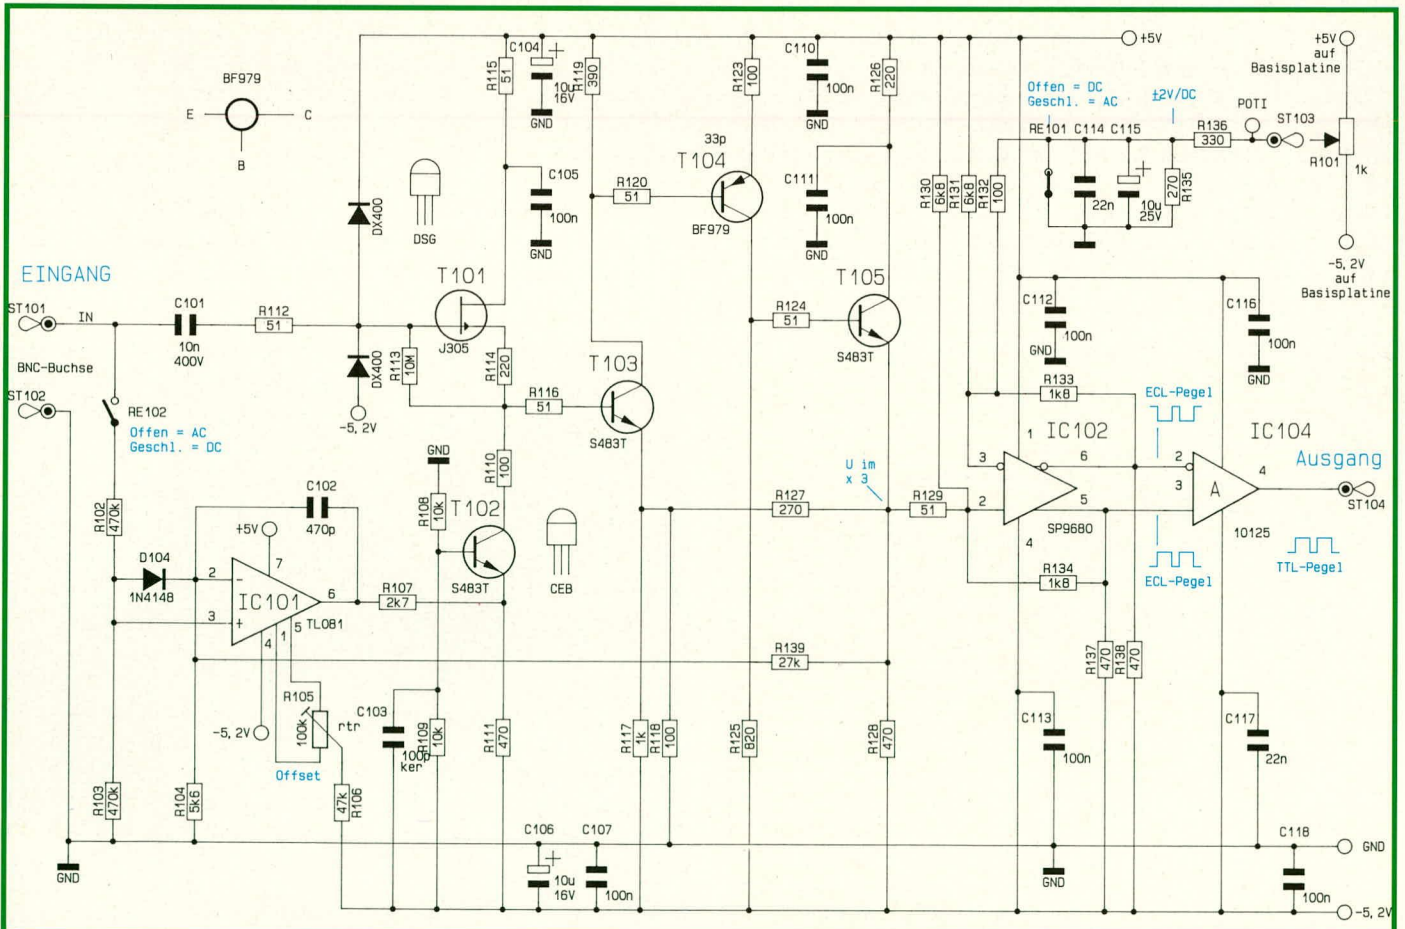 BF979
E
C
B
EINGANG
ST101
IN
BNC-Buchse
ST102
RE102
Offen = AC
Geschl. = DC
C101
10n
400V
R112
51
DX400
DX400
-5,2V
DSG
T101
J305
R113
10M
R114
220
R115
51
C104
+
10u
16V
GND
C105
100n
GND
R119
390
R120
51
33p
T104
BF979
R123
100
C110
100n
GND
C111
100n
GND
R126
220
T105
S483T
R124
51
T103
S483T
R116
51
R110
100
GND
R108
10k
T102
S483T
CEB
R102
470k
D104
1N4148
C102
470p
+5V
7
2
-
3
+
IC101
TL081
6
4
1
5
-5,2V
R105
100k
rtr
Offset
R106
47k
R107
2k7
C103
100p
ker
R109
10k
R111
470
R103
470k
R104
5k6
GND
C106
+
10u
16V
C107
100n
R117
1k
R118
100
R125
820
R128
470
R127
270
R139
27k
U im
x 3
R129
51
R130
6k8
R131
6k8
R132
100
+5V
Offen = DC
Geschl. = AC
RE101
C114
22n
C115
+
10u
25V
±2V/DC
R135
270
R136
330
POTI
ST103
+5V
auf
Basisplatine
R101
1k
-5,2V
auf
Basisplatine
C112
100n
GND
C116
100n
GND
R133
1k8
1
IC102
3
2
6
5
SP9680
4
R134
1k8
ECL-Pegel
ECL-Pegel
IC104
2
3
A
4
10125
Ausgang
ST104
TTL-Pegel
R137
470
R138
470
C113
100n
GND
C117
22n
C118
100n
GND
-5,2V